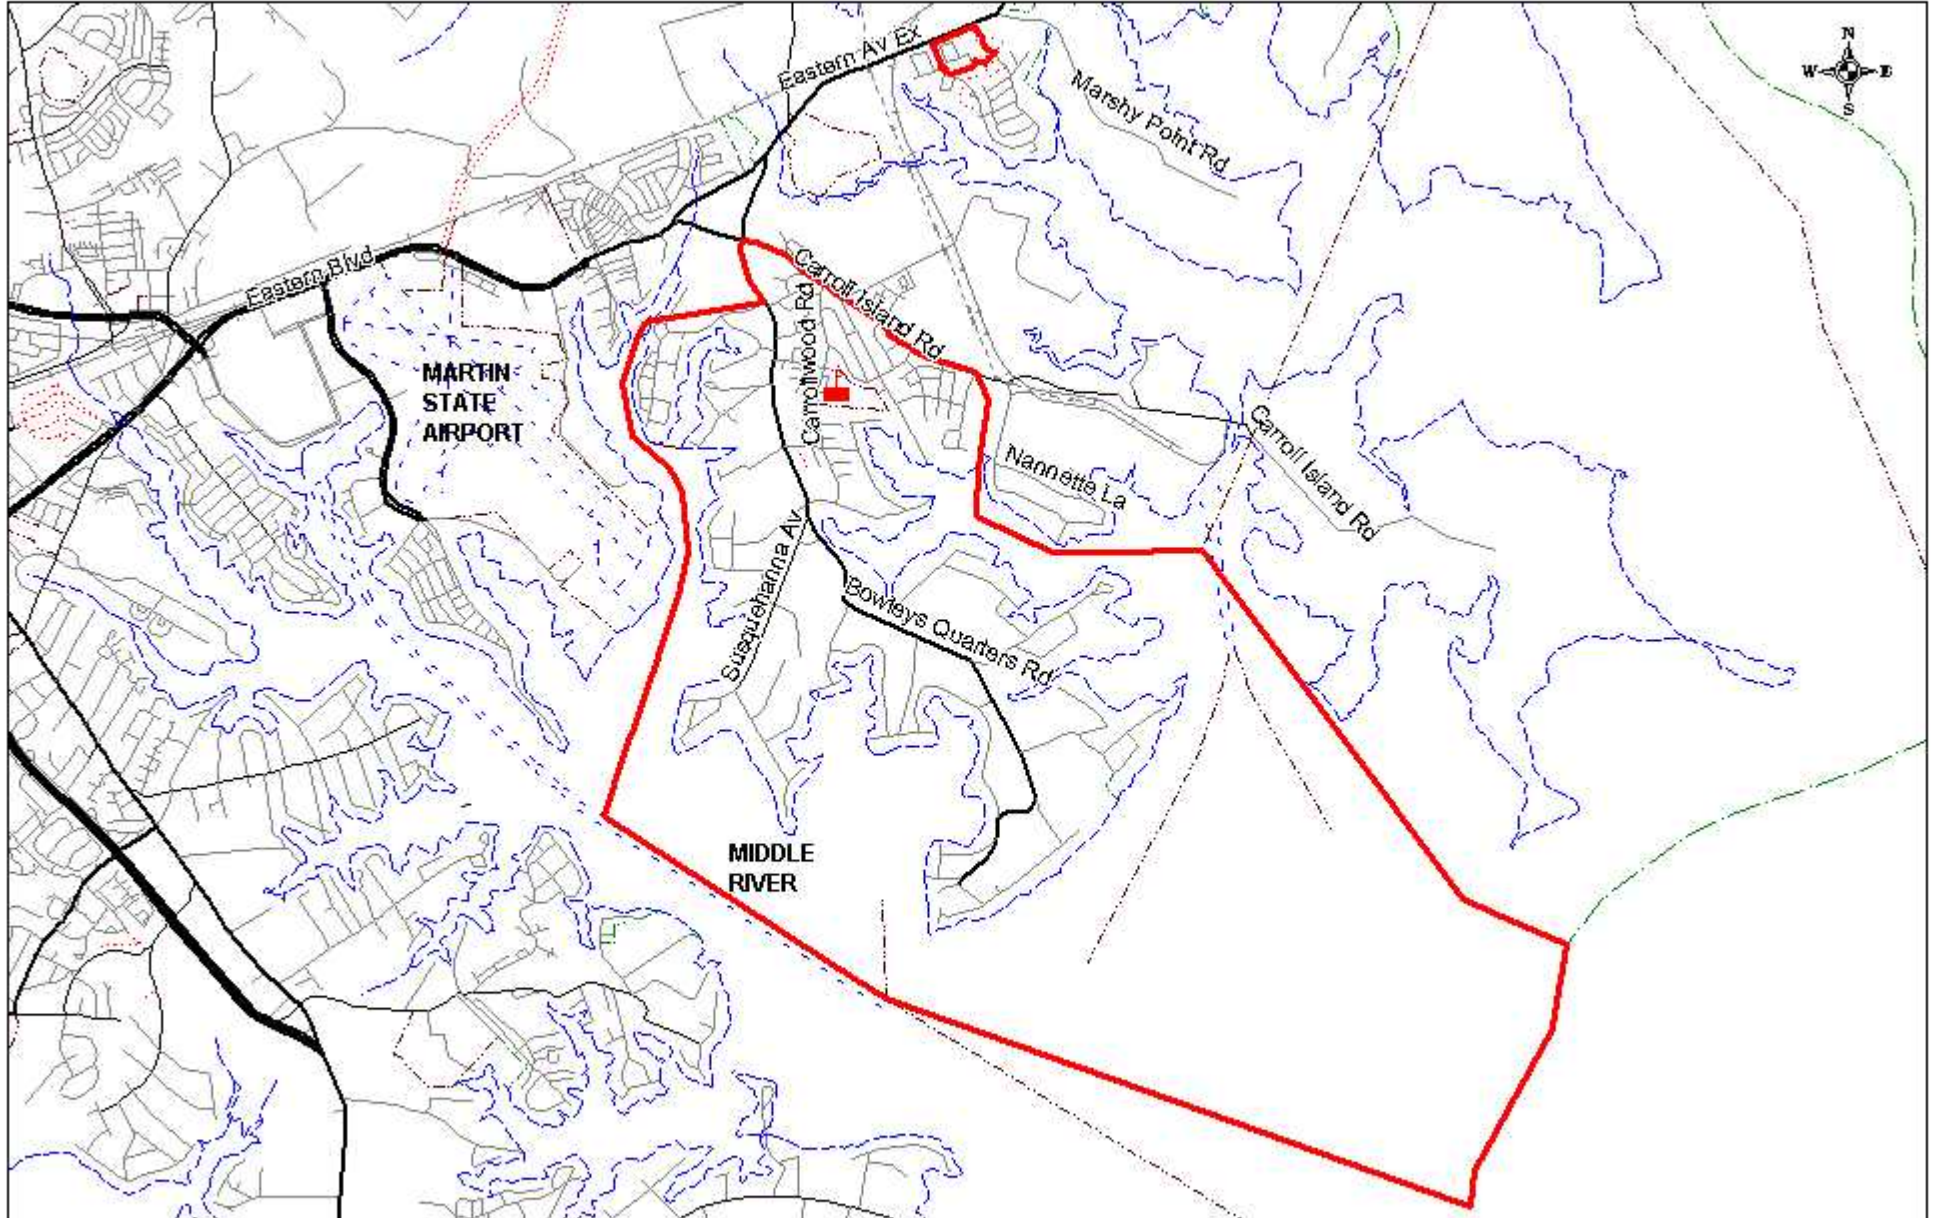 Eastern Av Ex
N
W E
S
Marshy Point Rd
Eastern Blvd
Carroll Island Rd
Carrollwood Rd
MARTIN
STATE
AIRPORT
Nannette La
Carroll Island Rd
Susquehanna Av
Bowleys Quarters Rd
MIDDLE
RIVER